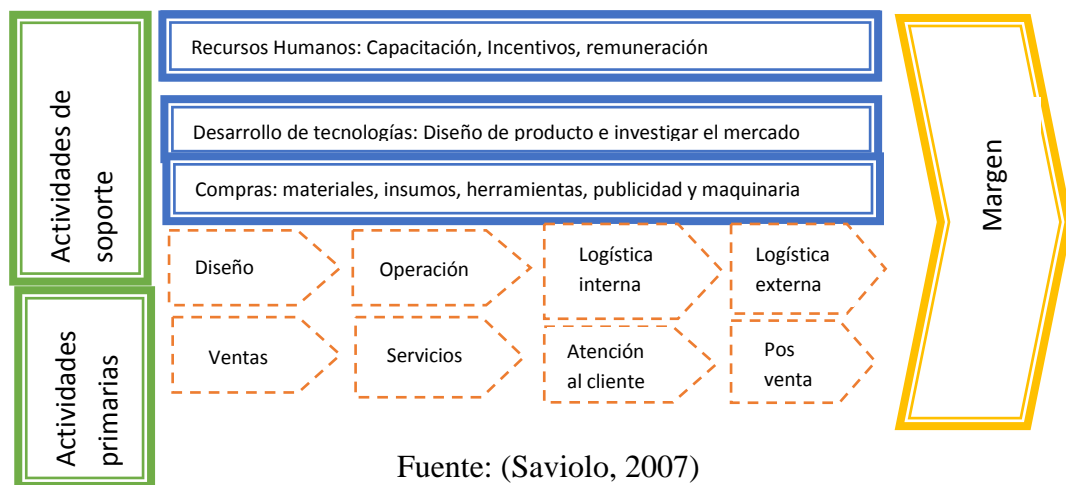 Actividades de
soporte
Recursos Humanos: Capacitación, Incentivos, remuneración
Desarrollo de tecnologías: Diseño de producto e investigar el mercado
Compras: materiales, insumos, herramientas, publicidad y maquinaria
Actividades
primarias
Diseño
Operación
Logística
interna
Logística
externa
Ventas
Servicios
Atención
al cliente
Pos
venta
Margen
Fuente: (Saviolo, 2007)